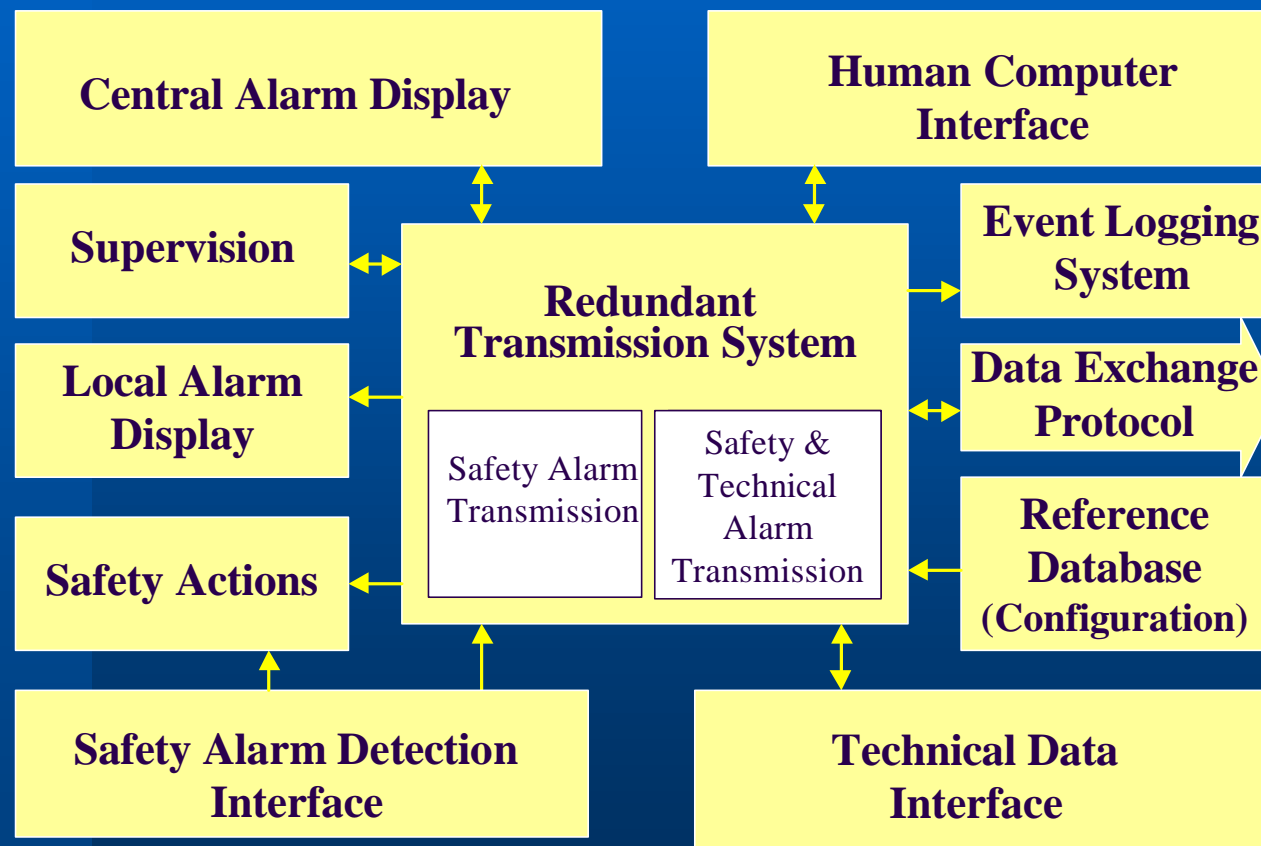 Central Alarm Display
Human Computer
Interface
Supervision
Event Logging
System
Redundant
Transmission System
Local Alarm
Display
Data Exchange
Protocol
Safety Alarm
Transmission
Safety &
Technical
Alarm
Transmission
Safety Actions
Reference
Database
(Configuration)
Safety Alarm Detection
Interface
Technical Data
Interface